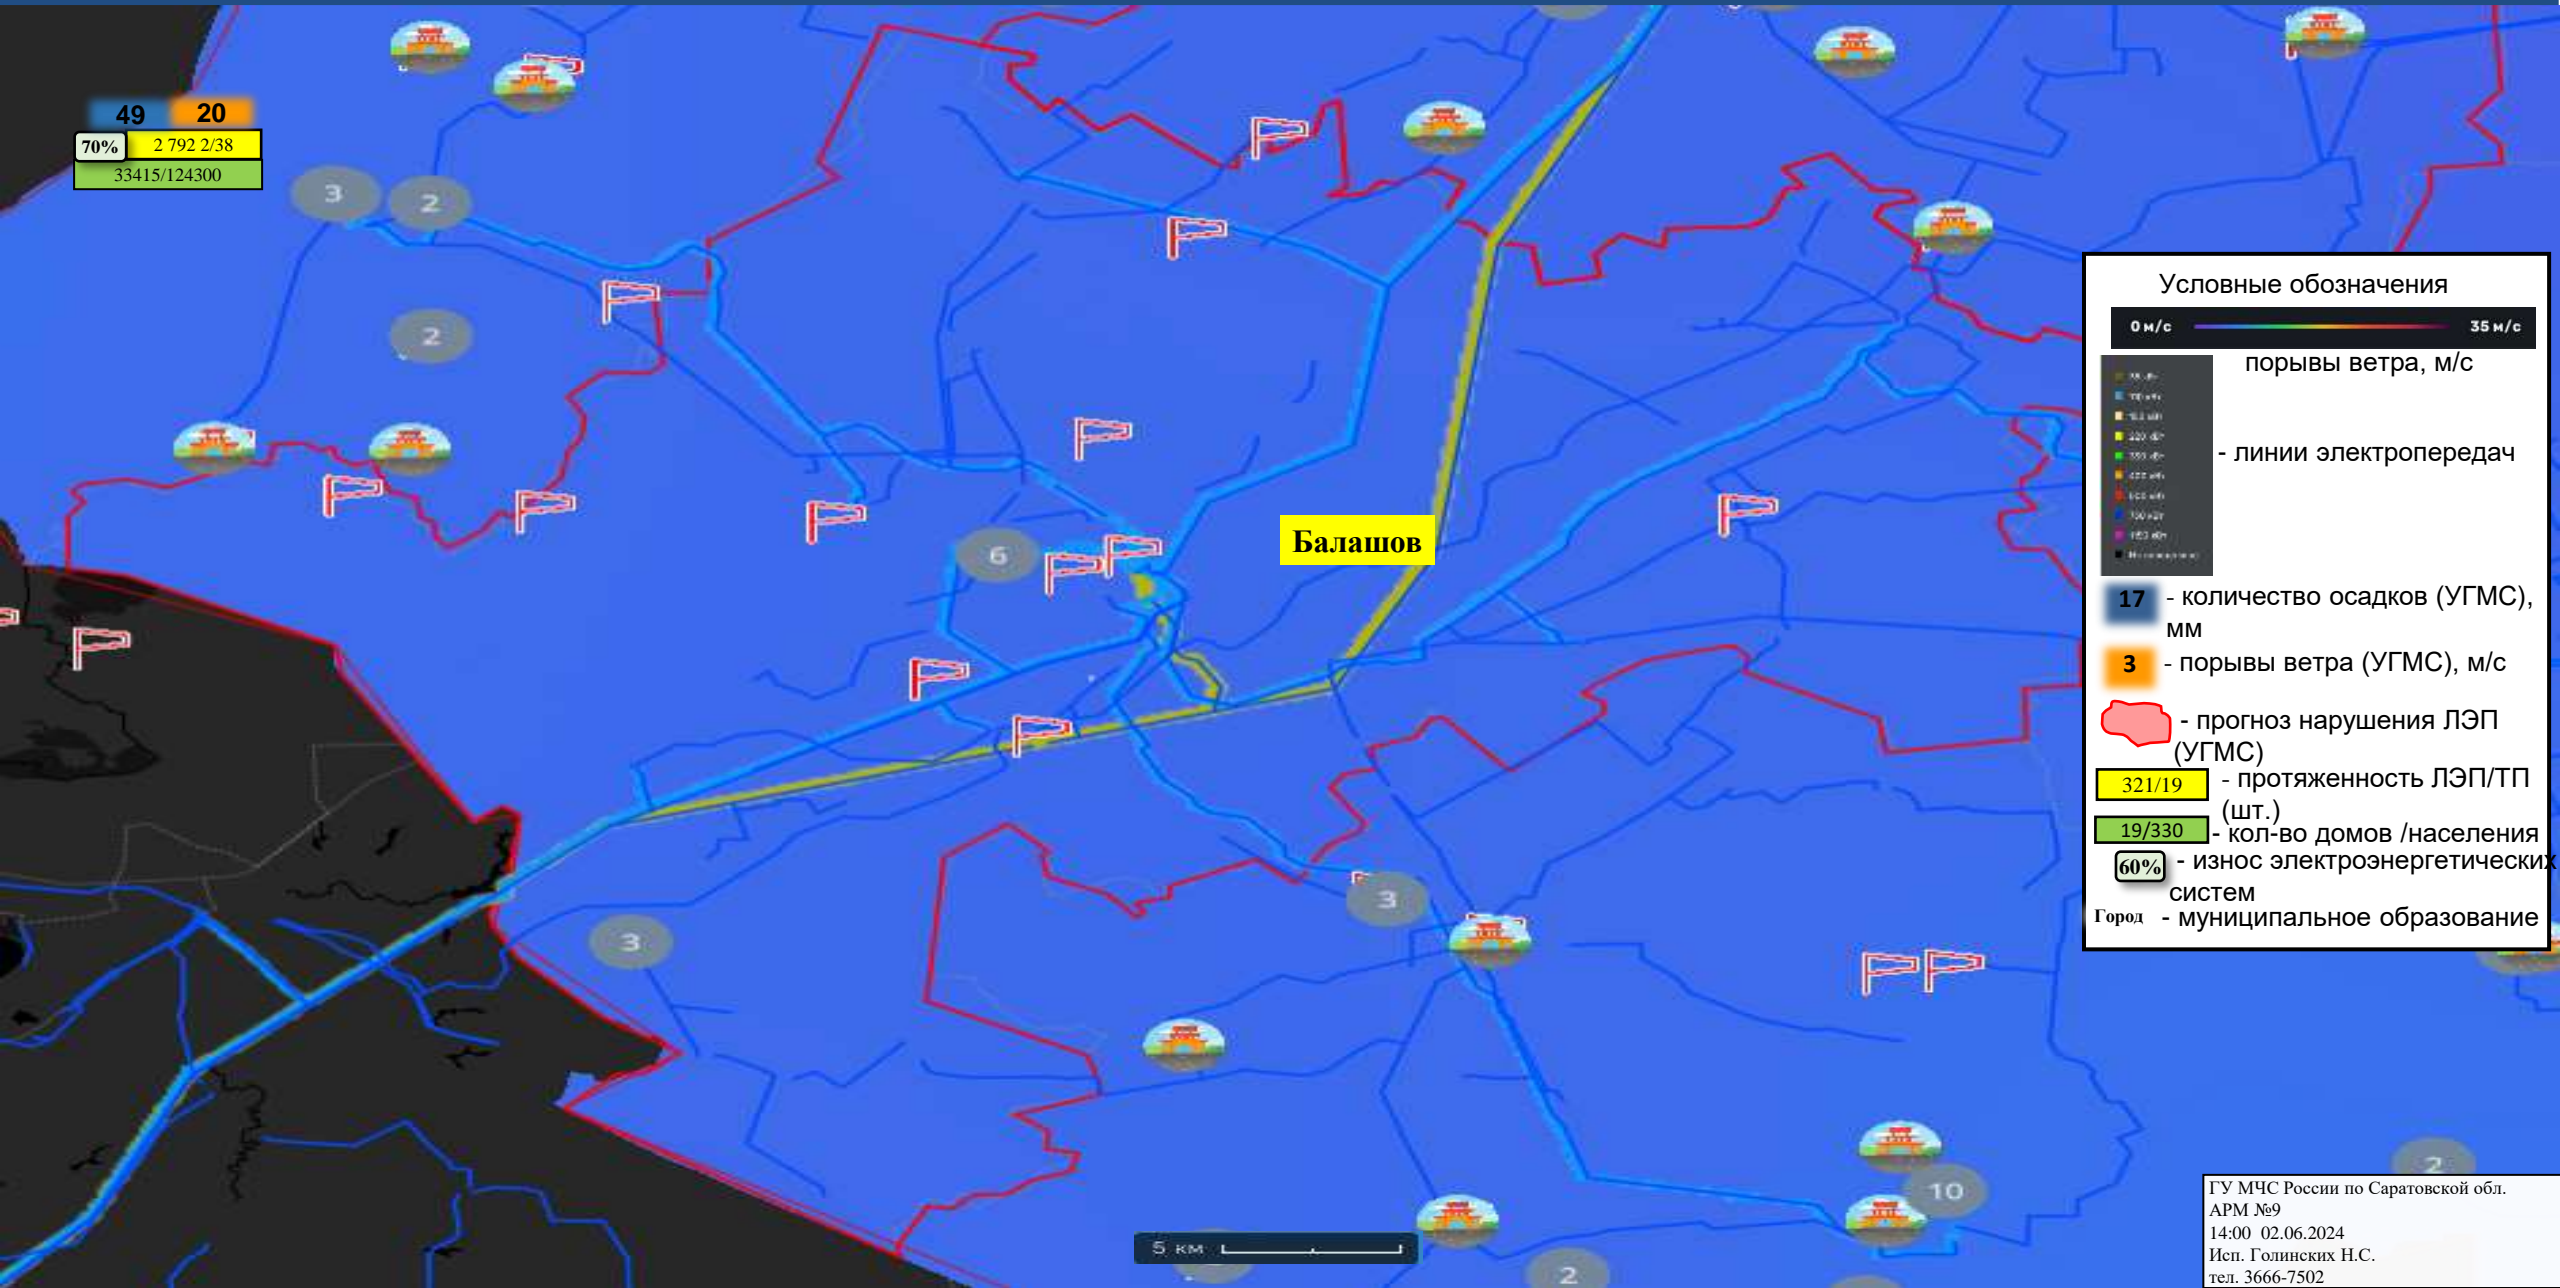 49 20
70% 2 792 2/38
33415/124300
3
2
2
6
Балашов
3
3
10
2
2
5 км
Условные обозначения
0 м/с 35 м/с
порывы ветра, м/с
- линии электропередач
17 - количество осадков (УГМС),
мм
3 - порывы ветра (УГМС), м/с
- прогноз нарушения ЛЭП
(УГМС)
321/19 - протяженность ЛЭП/ТП
(шт.)
19/330 - кол-во домов /населения
60% - износ электроэнергетических
систем
Город - муниципальное образование
ГУ МЧС России по Саратовской обл.
АРМ №9
14:00 02.06.2024
Исп. Голинских Н.С.
тел. 3666-7502